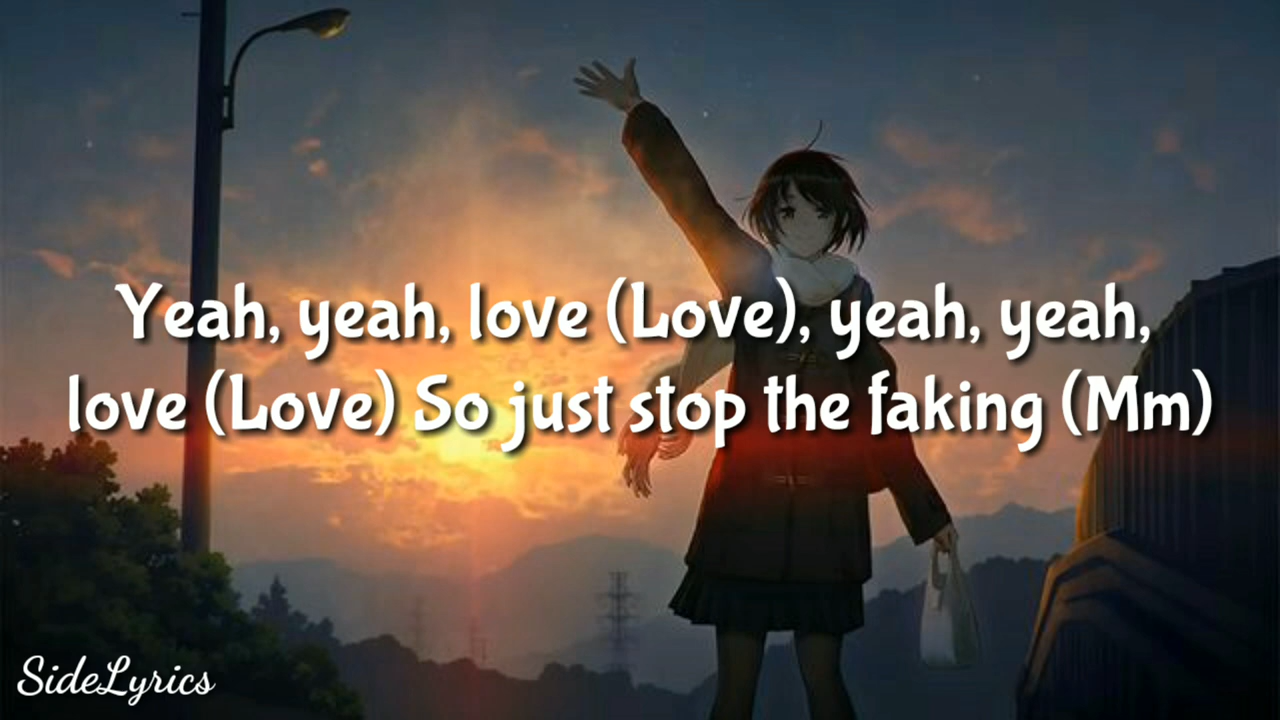 Yeah, yeah, love (Love), yeah, yeah,
love (Love) So just stop the faking (Mm)
SideLyrics